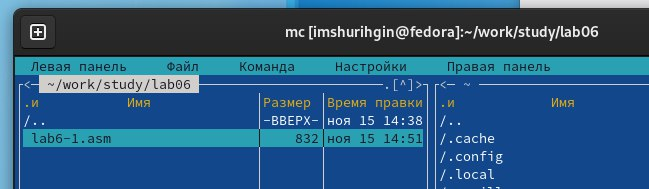 mc [imshurihgin@fedora]:~/work/study/lab06
Левая панель Файл Команда Настройки Правая панель
<─ ~/work/study/lab06 .[^]> <─ ~
.и Имя Размер Время правки .и Имя
/.. -ВВЕРХ- ноя 15 14:38 /..
lab6-1.asm 832 ноя 15 14:51 /.cache
/.config
/.local